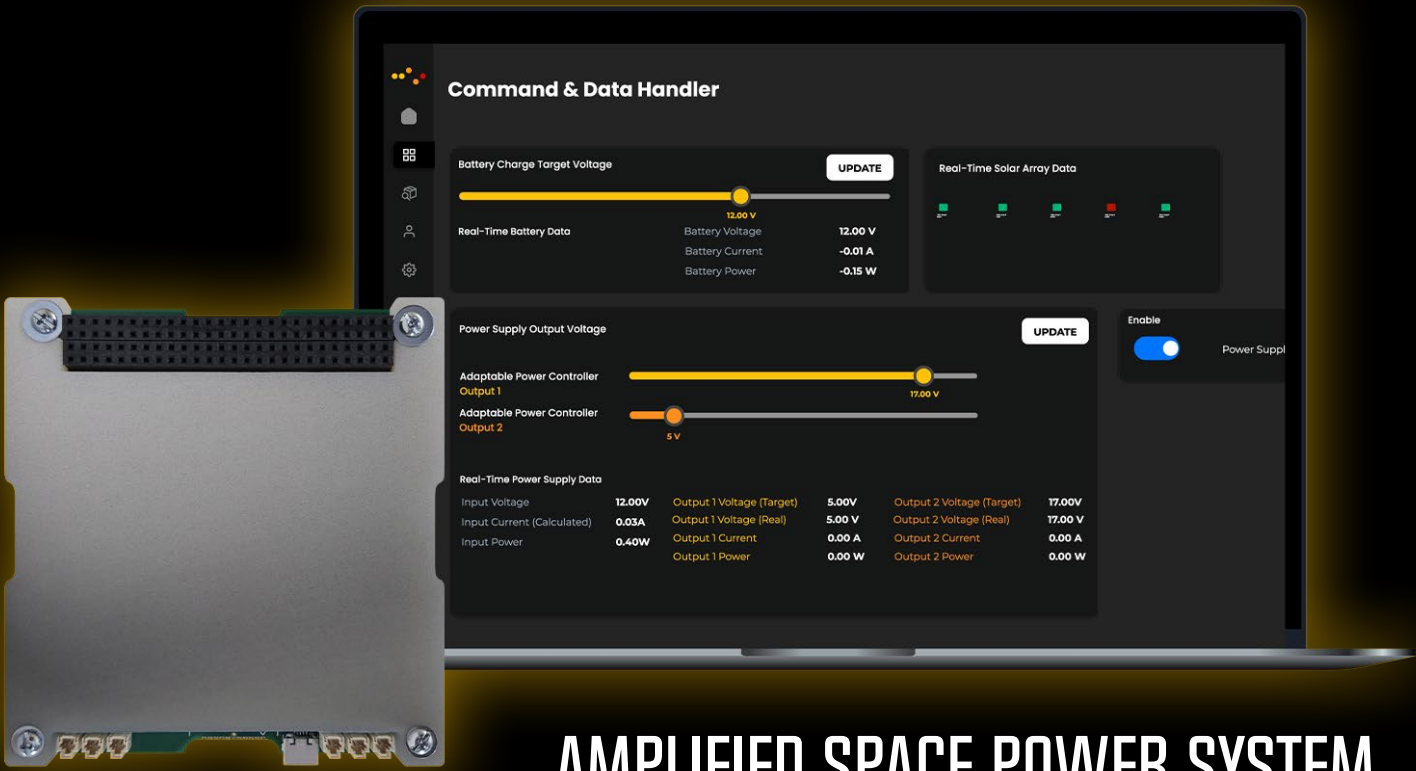 Command & Data Handler
Battery Charge Target Voltage
UPDATE
12.00 V
Real-Time Battery Data
Battery Voltage 12.00 V
Battery Current -0.01 A
Battery Power -0.15 W
Real-Time Solar Array Data
Power Supply Output Voltage
UPDATE
Adaptable Power Controller
Output 1
17.00 V
Adaptable Power Controller
Output 2
5 V
Real-Time Power Supply Data
Input Voltage 12.00V Output 1 Voltage (Target) 5.00V Output 2 Voltage (Target) 17.00V
Input Current (Calculated) 0.03A Output 1 Voltage (Real) 5.00 V Output 2 Voltage (Real) 17.00 V
Input Power 0.40W Output 1 Current 0.00 A Output 2 Current 0.00 A
Output 1 Power 0.00 W Output 2 Power 0.00 W
Enable
Power Suppl
AMPLIFIED SPACE POWER SYSTEM